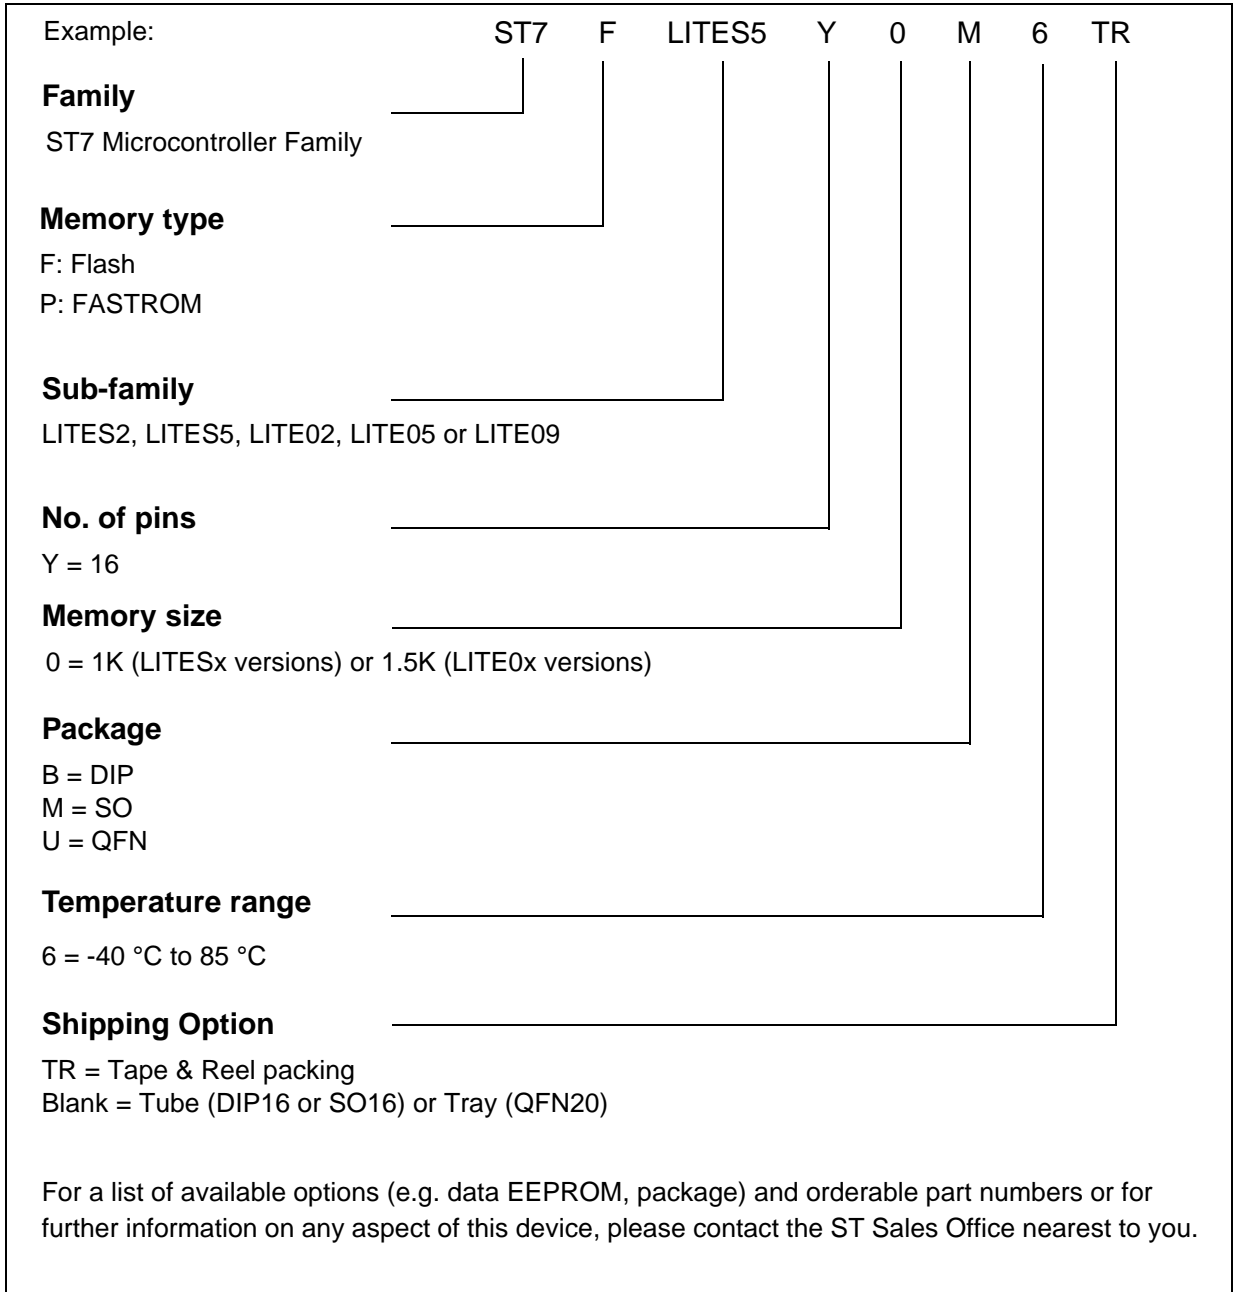 Example: ST7 F LITES5 Y 0 M 6 TR
Family
ST7 Microcontroller Family
Memory type
F: Flash
P: FASTROM
Sub-family
LITES2, LITES5, LITE02, LITE05 or LITE09
No. of pins
Y = 16
Memory size
0 = 1K (LITESx versions) or 1.5K (LITE0x versions)
Package
B = DIP
M = SO
U = QFN
Temperature range
6 = -40 °C to 85 °C
Shipping Option
TR = Tape & Reel packing
Blank = Tube (DIP16 or SO16) or Tray (QFN20)
For a list of available options (e.g. data EEPROM, package) and orderable part numbers or for
further information on any aspect of this device, please contact the ST Sales Office nearest to you.